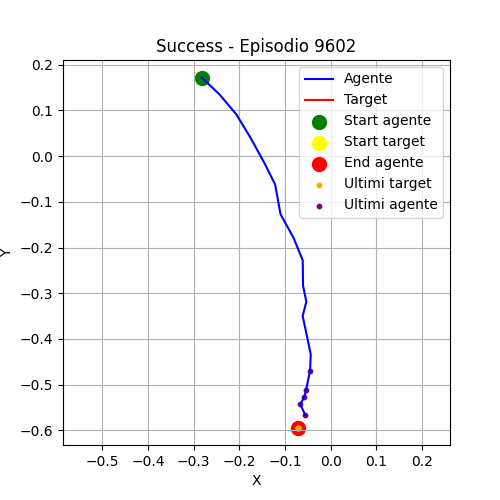 Success - Episodio 9602
Agente
Target
Start agente
Start target
End agente
Ultimi target
Ultimi agente
0.2
0.1
0.0
−0.1
−0.2
−0.3
−0.4
−0.5
−0.6
Y
−0.5 −0.4 −0.3 −0.2 −0.1 0.0 0.1 0.2
X